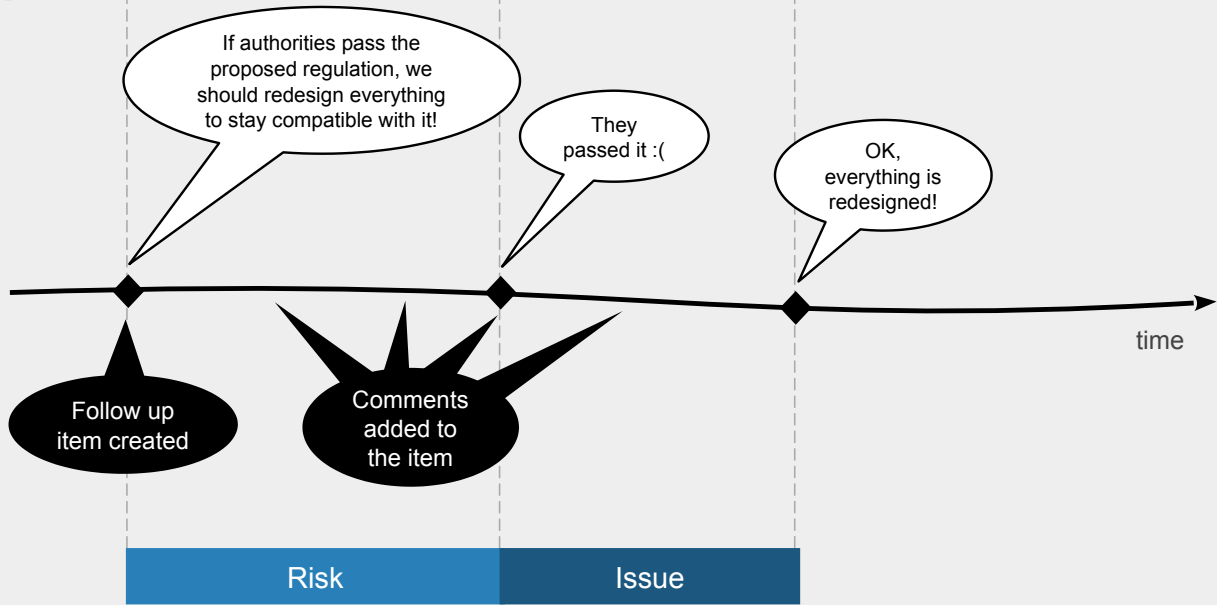 If authorities pass the
proposed regulation, we
should redesign everything
to stay compatible with it!
They
passed it :(
OK,
everything is
redesigned!
time
Follow up
item created
Comments
added to
the item
Risk
Issue